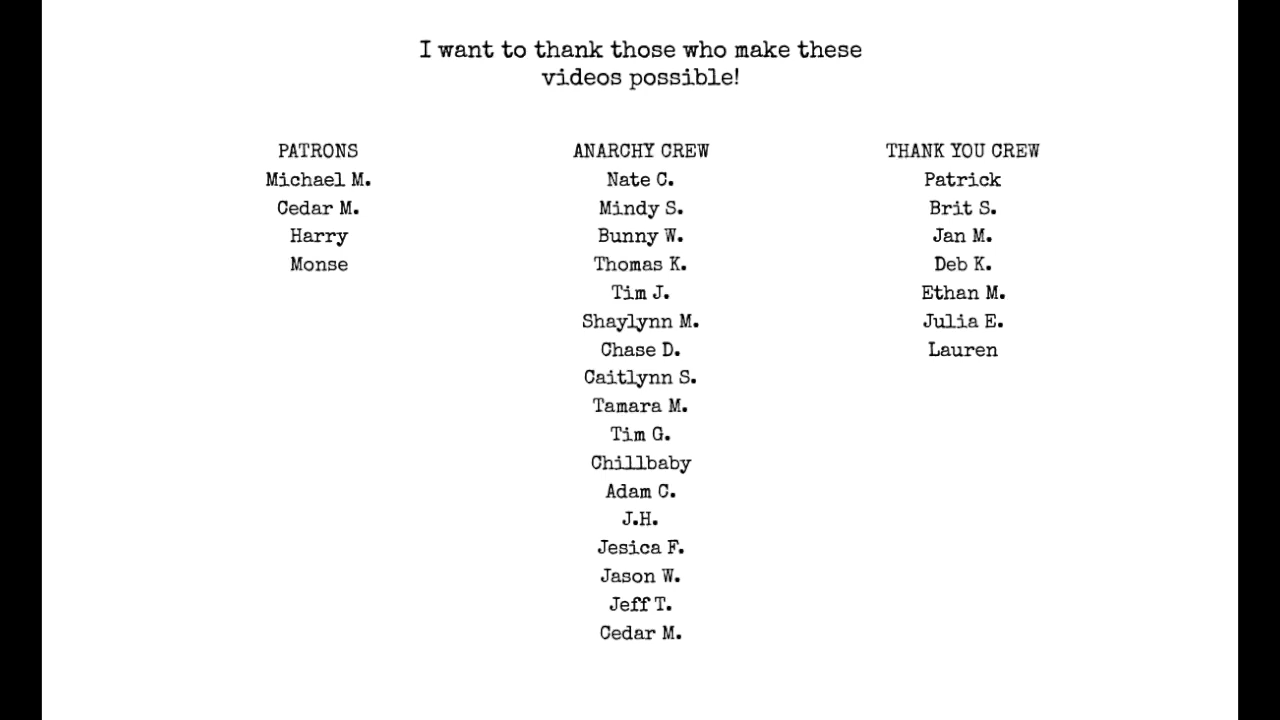 I want to thank those who make these
videos possible!
PATRONS
Michael M.
Cedar M.
Harry
Monse
ANARCHY CREW
Nate C.
Mindy S.
Bunny W.
Thomas K.
Tim J.
Shaylynn M.
Chase D.
Caitlynn S.
Tamara M.
Tim G.
Chillbaby
Adam C.
J.H.
Jesica F.
Jason W.
Jeff T.
Cedar M.
THANK YOU CREW
Patrick
Brit S.
Jan M.
Deb K.
Ethan M.
Julia E.
Lauren